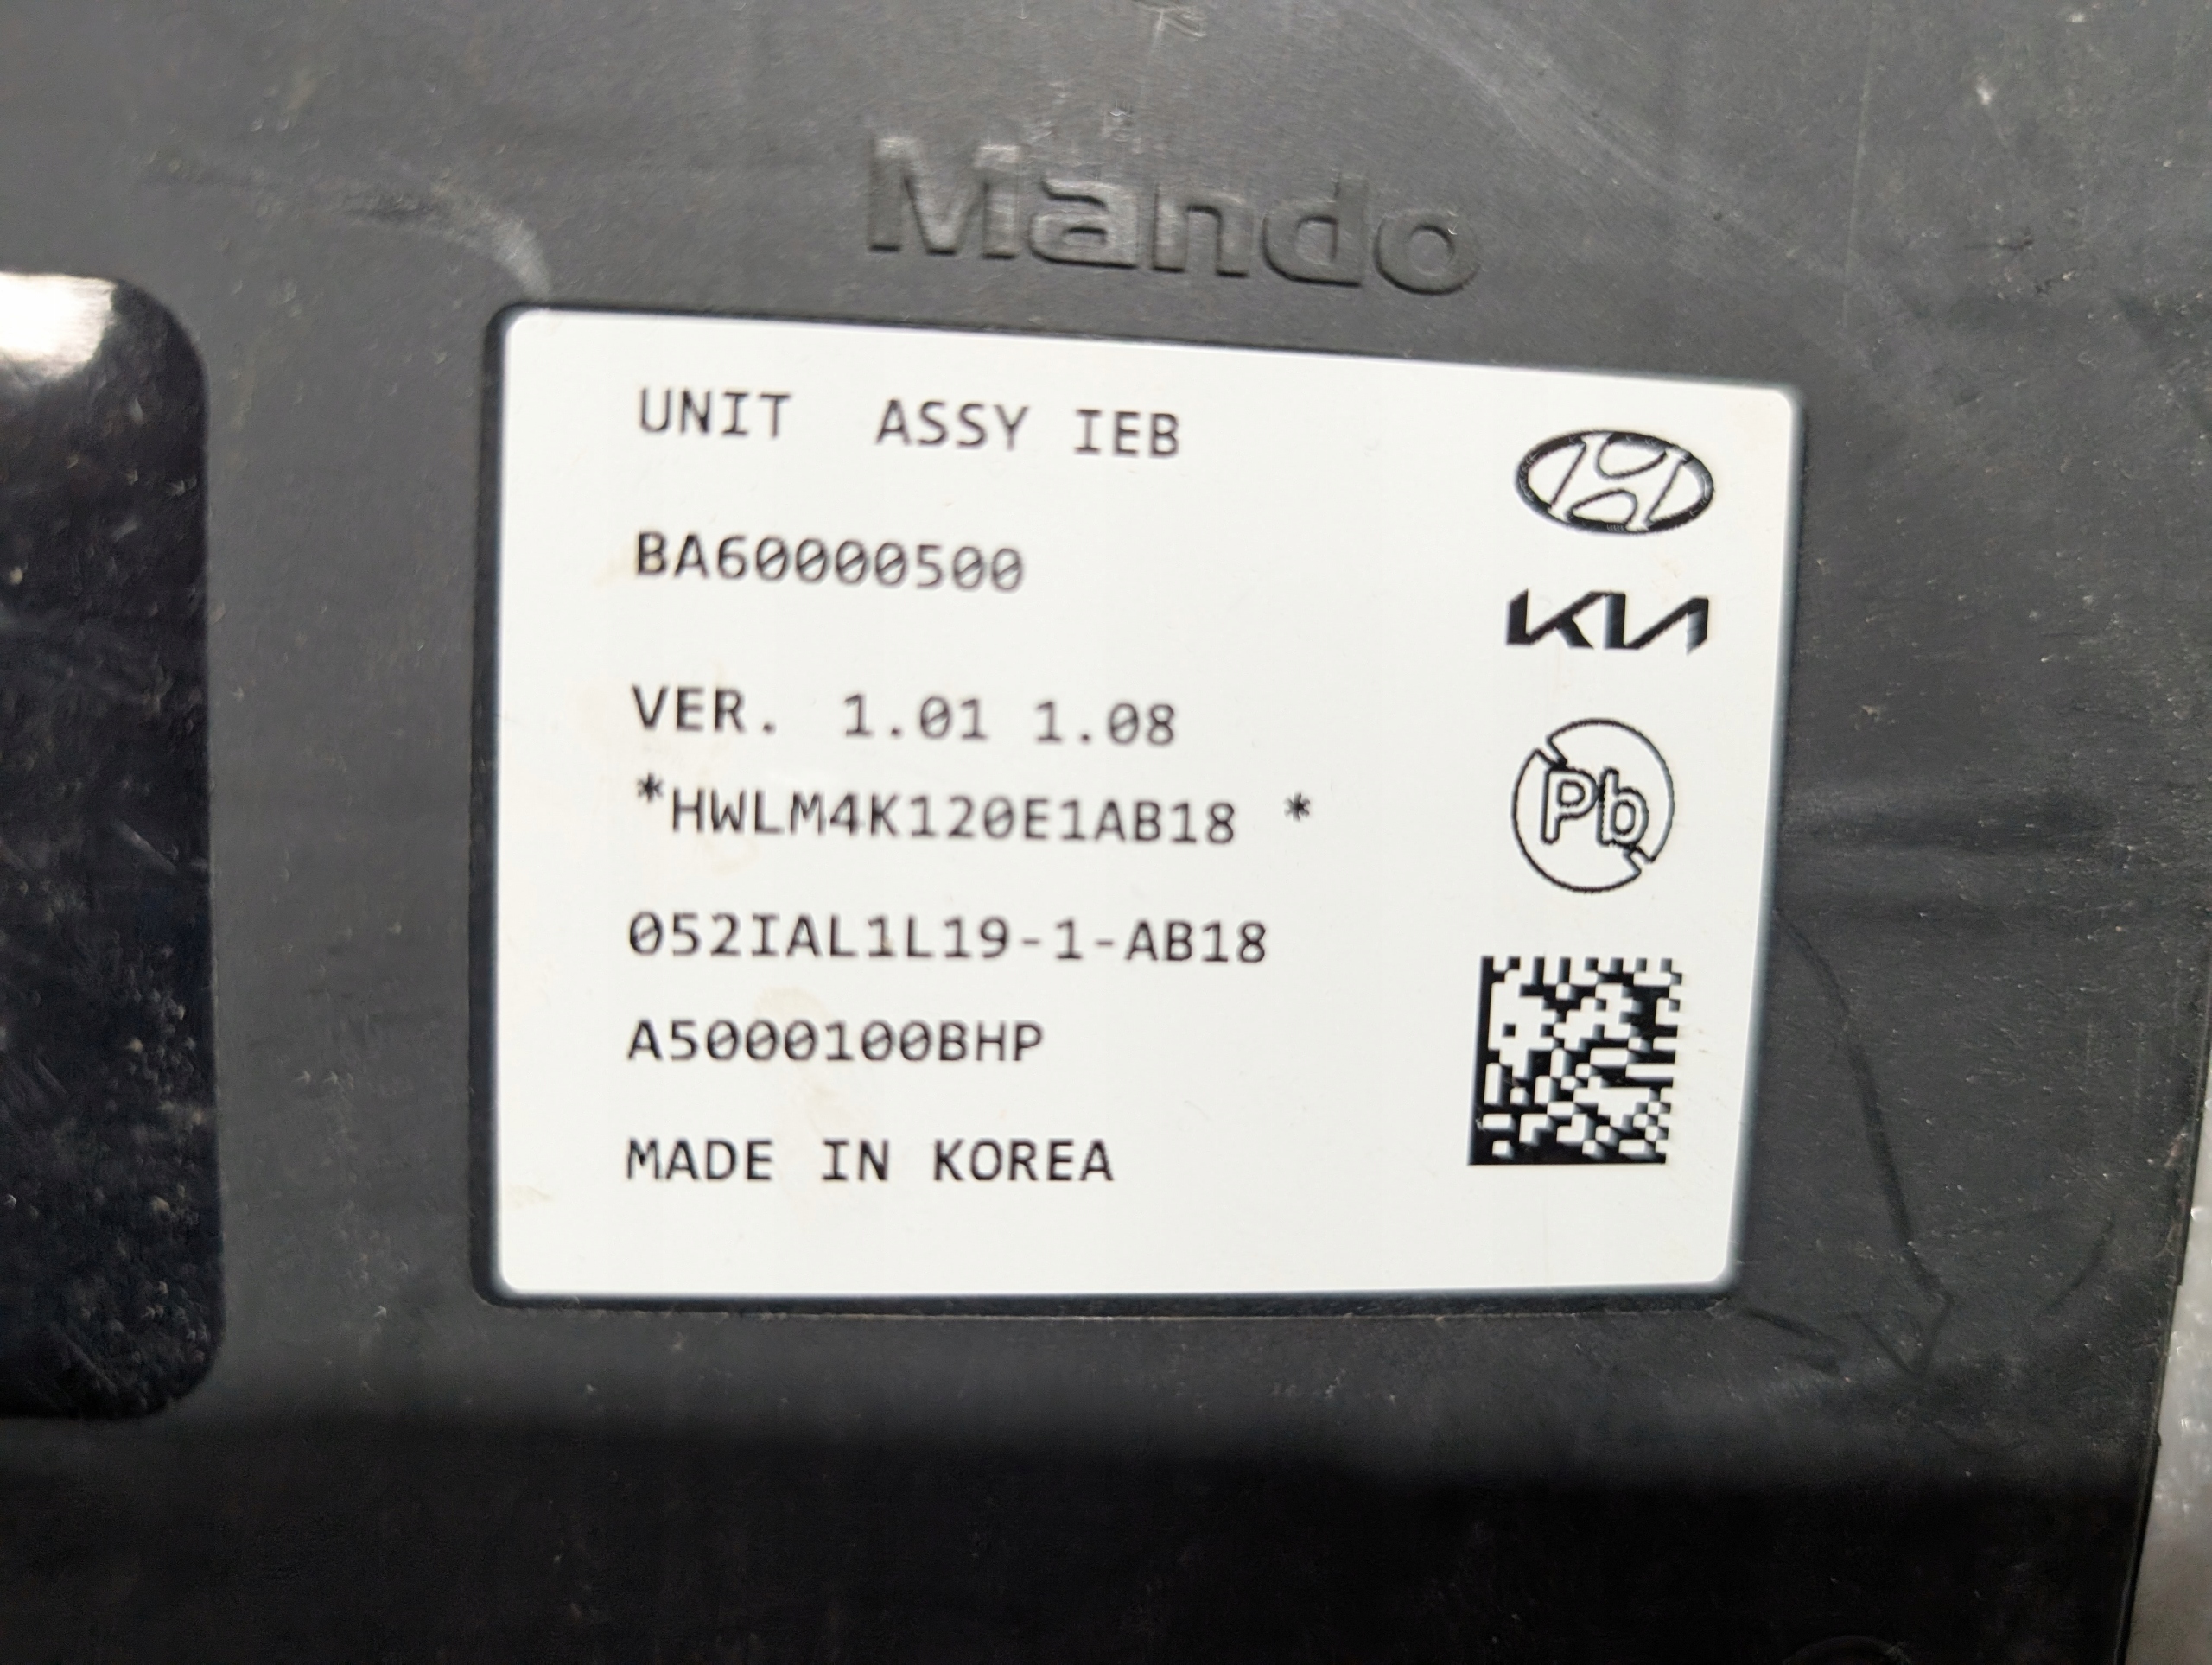 Mando
UNIT  ASSY IEB
BA60000500
VER. 1.01 1.08
*HWLM4K120E1AB18 *
052IAL1L19-1-AB18
A5000100BHP
MADE IN KOREA
KIA
Pb